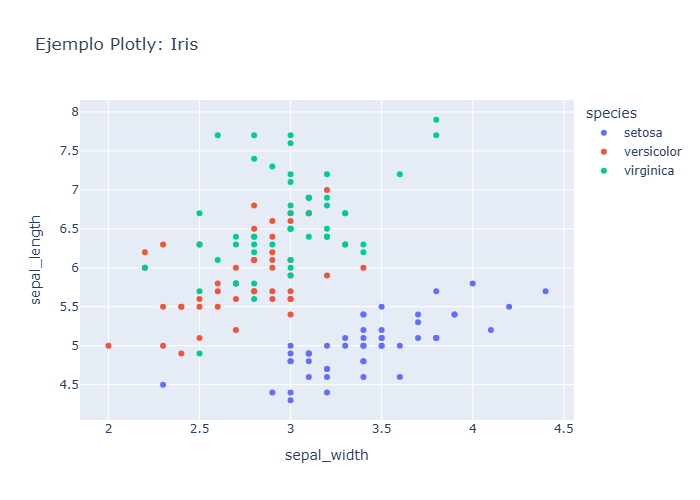 Ejemplo Plotly: Iris
species
setosa
versicolor
virginica
sepal_length
8
7.5
7
6.5
6
5.5
5
4.5
2
2.5
3
3.5
4
4.5
sepal_width